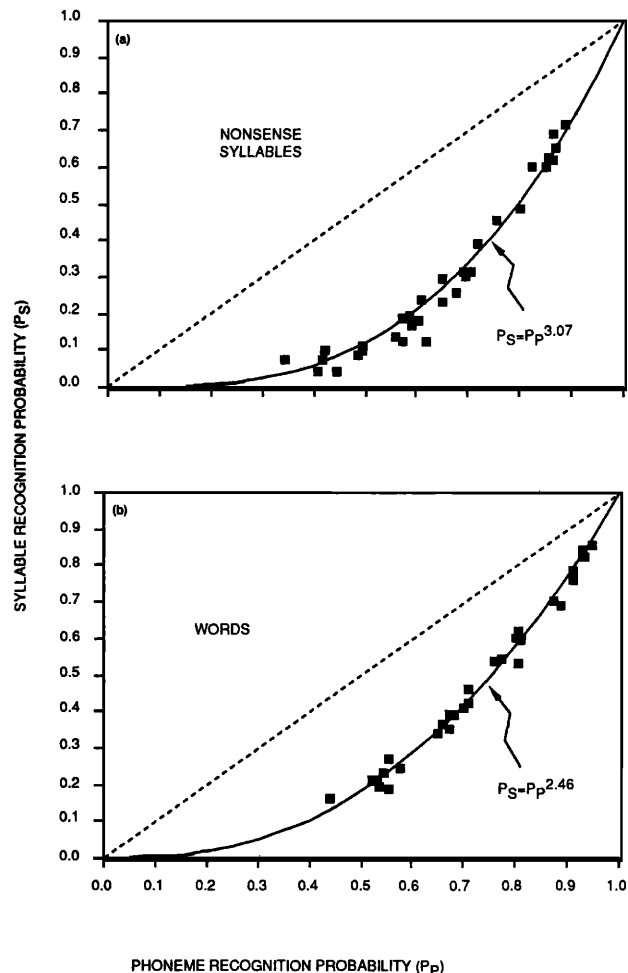 1.0
(a)
0.9
0.8
0.7
NONSENSE
SYLLABLES
0.6
0.5
0.4
0.3
PS=PP3.07
0.2
0.1
0.0
SYLLABLE RECOGNITION PROBABILITY (PS)
1.0
(b)
0.9
0.8
0.7
WORDS
0.6
0.5
0.4
0.3
PS=PP2.46
0.2
0.1
0.0
0.0 0.1 0.2 0.3 0.4 0.5 0.6 0.7 0.8 0.9 1.0
PHONEME RECOGNITION PROBABILITY (PP)